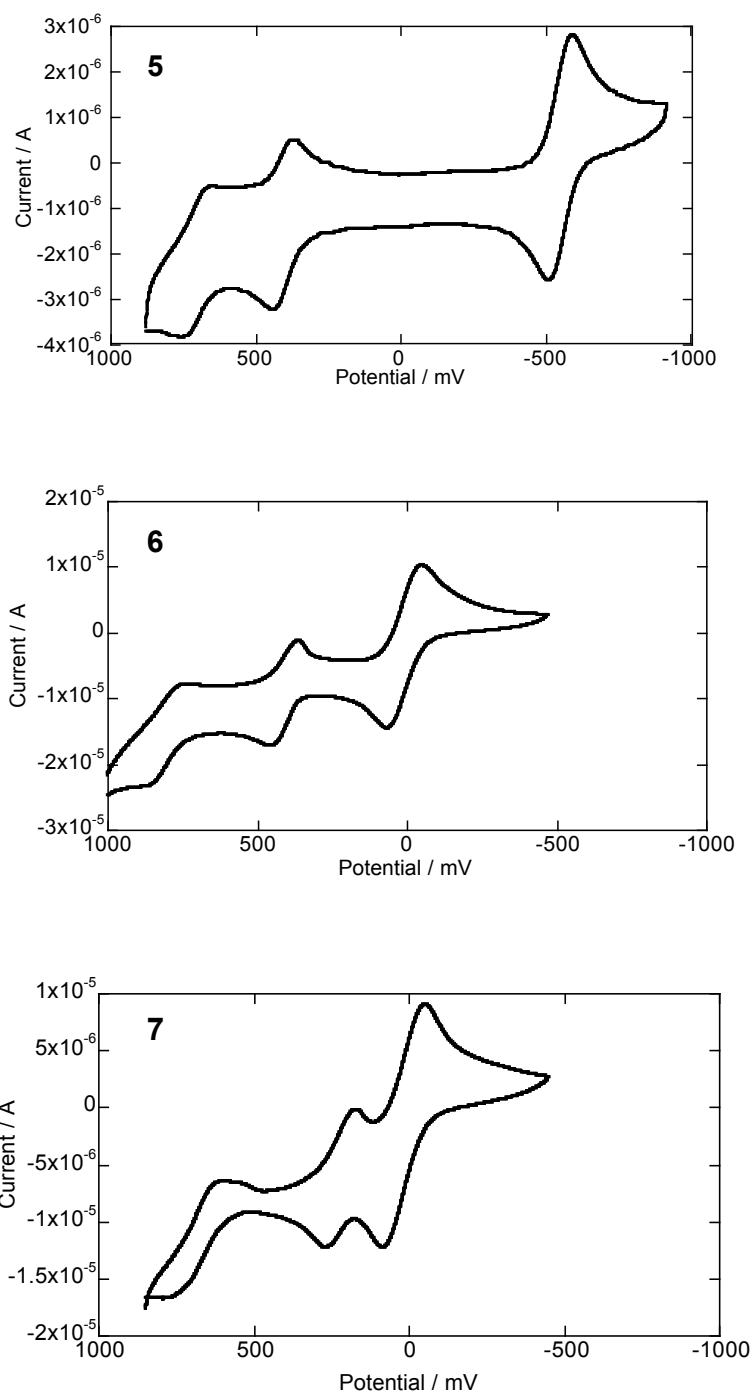 5
3x10-6
2x10-6
1x10-6
0
-1x10-6
-2x10-6
-3x10-6
-4x10-6
Current / A
1000 500 0 -500 -1000
Potential / mV
6
2x10-5
1x10-5
0
-1x10-5
-2x10-5
-3x10-5
Current / A
1000 500 0 -500 -1000
Potential / mV
7
1x10-5
5x10-6
0
-5x10-6
-1x10-5
-1.5x10-5
-2x10-5
Current / A
1000 500 0 -500 -1000
Potential / mV